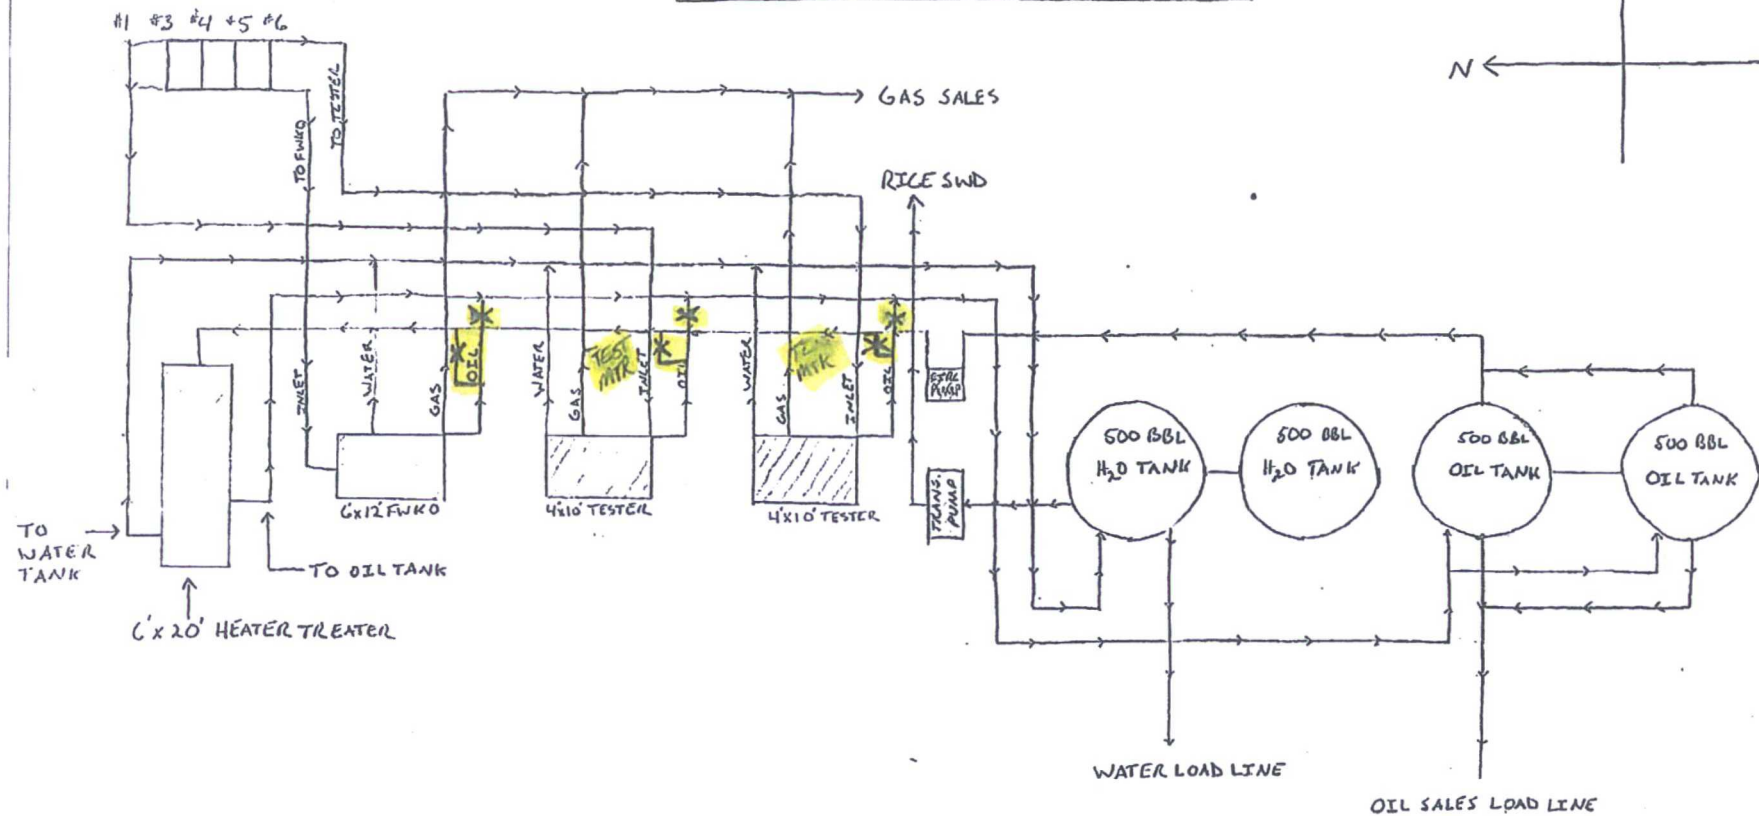 #1 #3 #4 #5 #6
N
TO TESTER
TO FWKO
GAS SALES
RICE SWD
INLET
WATER
GAS
OIL
WATER
GAS
TEST
MTR
INLET
OIL
WATER
GAS
TEST
MTR
INLET
OIL
PUMP
TRANS.
PUMP
500 BBL
H₂O TANK
500 BBL
H₂O TANK
500 BBL
OIL TANK
500 BBL
OIL TANK
6'x12' FWKO
4'x10' TESTER
4'x10' TESTER
TO
WATER
TANK
TO OIL TANK
6'x20' HEATER TREATER
WATER LOAD LINE
OIL SALES LOAD LINE